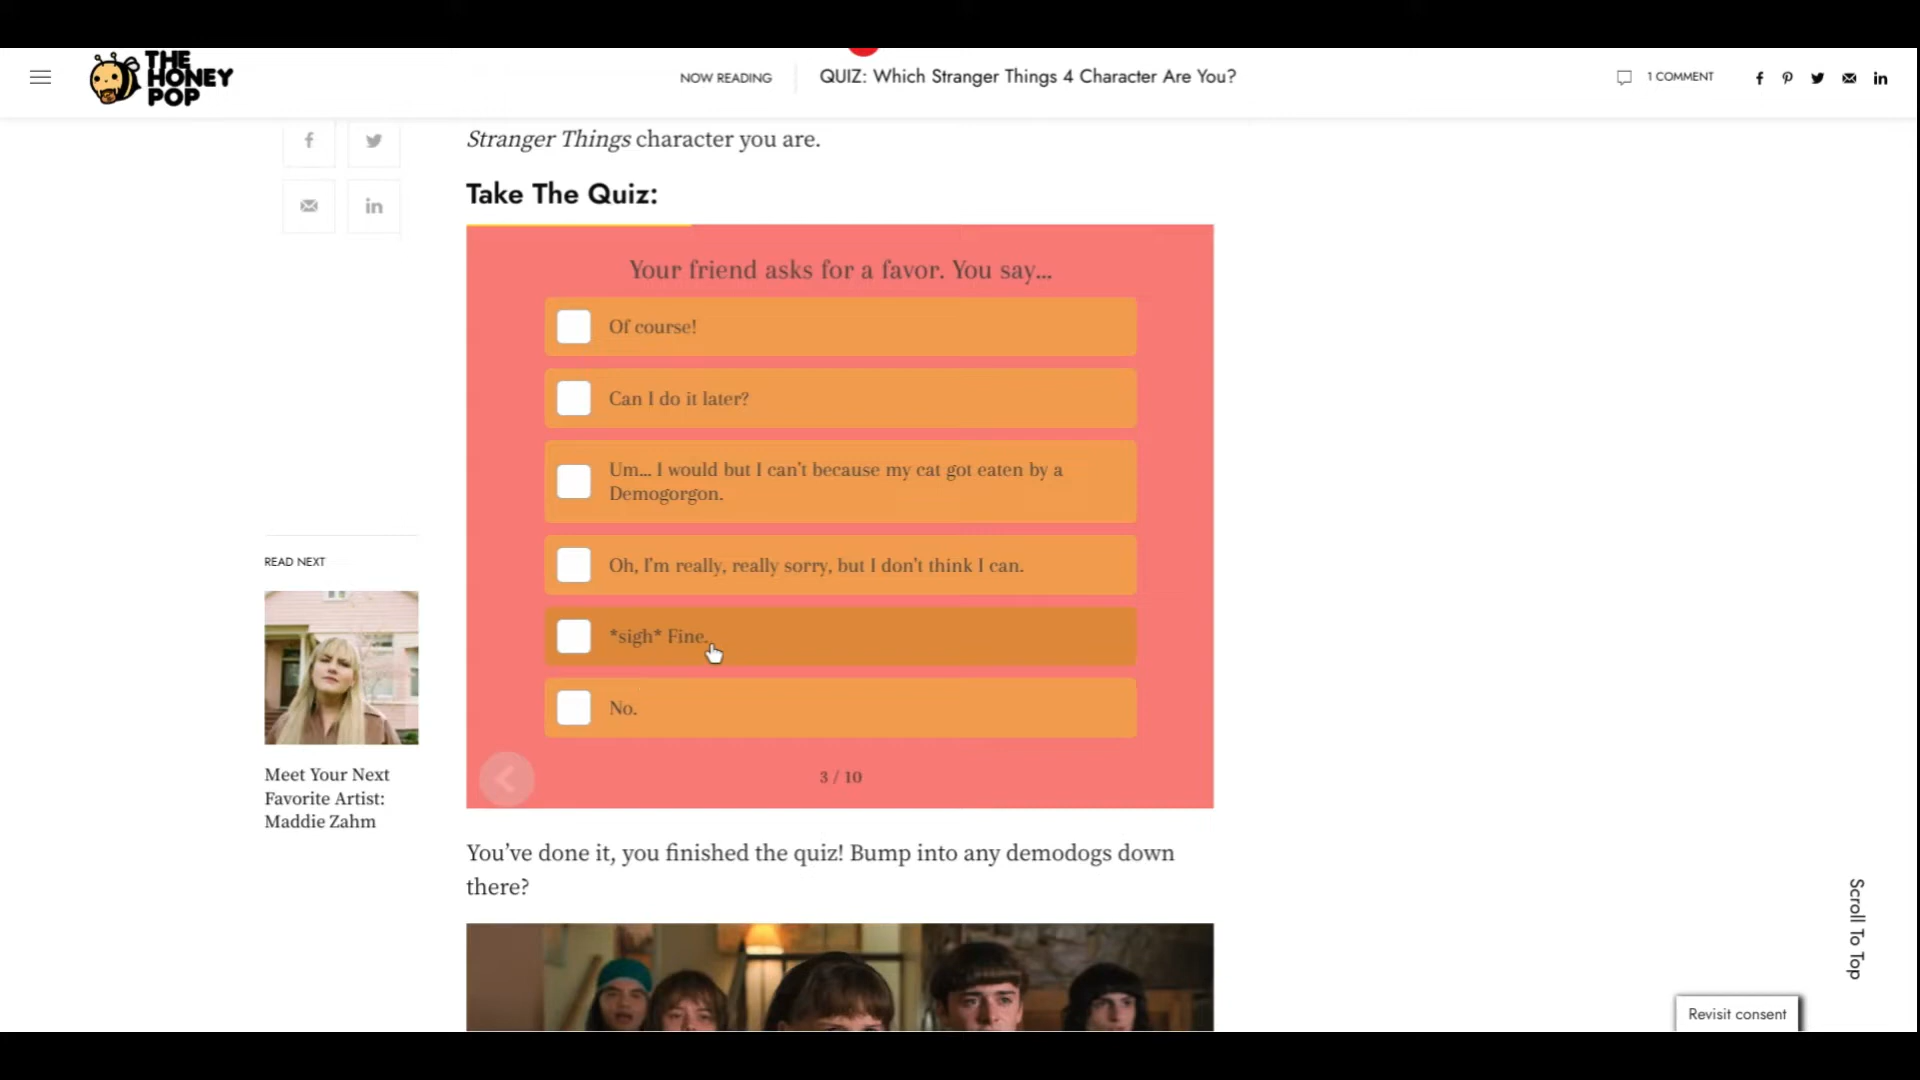 THE
HONEY
POP
NOW READING
QUIZ: Which Stranger Things 4 Character Are You?
1 COMMENT
Stranger Things character you are.
Take The Quiz:
Your friend asks for a favor. You say...
Of course!
Can I do it later?
Um... I would but I can't because my cat got eaten by a
Demogorgon.
Oh, I'm really, really sorry, but I don't think I can.
*sigh* Fine.
No.
3 / 10
READ NEXT
Meet Your Next
Favorite Artist:
Maddie Zahm
You've done it, you finished the quiz! Bump into any demodogs down
there?
Scroll To Top
Revisit consent